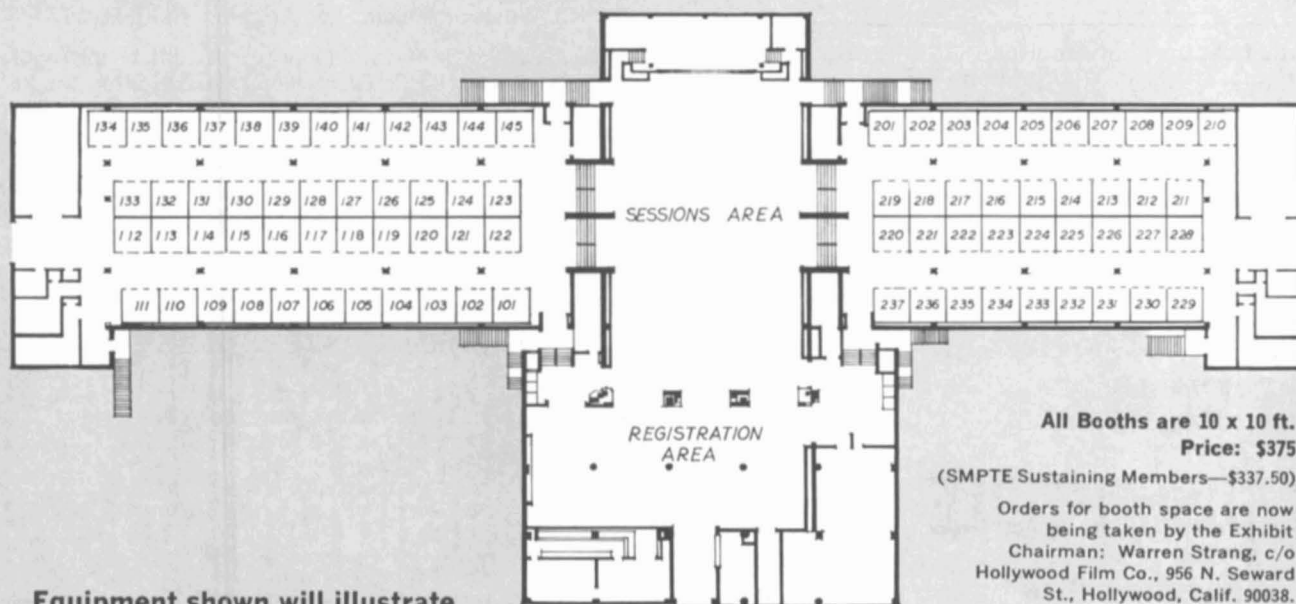 134 135 136 137 138 139 140 141 142 143 144 145
133 132 131 130 129 128 127 126 125 124 123
112 113 114 115 116 117 118 119 120 121 122
111 110 109 108 107 106 105 104 103 102 101
SESSIONS AREA
201 202 203 204 205 206 207 208 209 210
219 218 217 216 215 214 213 212 211
220 221 222 223 224 225 226 227 228
237 236 235 234 233 232 231 230 229
REGISTRATION
AREA
All Booths are 10 x 10 ft.
Price: $375
(SMPTE Sustaining Members—$337.50)
Orders for booth space are now
being taken by the Exhibit
Chairman: Warren Strang, c/o
Hollywood Film Co., 956 N. Seward
St., Hollywood, Calif. 90038.
Equipment shown will illustrate